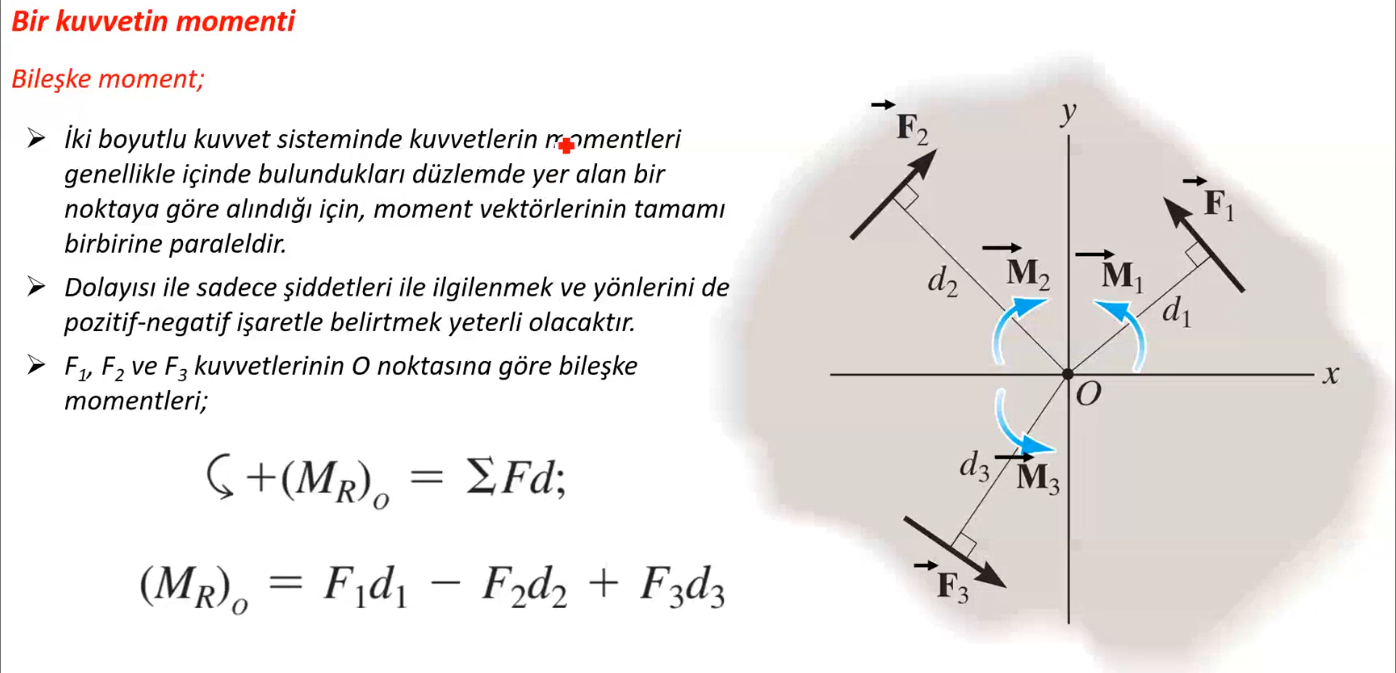 Bir kuvvetin momenti
Bileşke moment;
➢ İki boyutlu kuvvet sisteminde kuvvetlerin momentleri
genellikle içinde bulundukları düzlemde yer alan bir
noktaya göre alındığı için, moment vektörlerinin tamamı
birbirine paraleldir.
➢ Dolayısı ile sadece şiddetleri ile ilgilenmek ve yönlerini de
pozitif-negatif işaretle belirtmek yeterli olacaktır.
➢ F₁, F₂ ve F₃ kuvvetlerinin O noktasına göre bileşke
momentleri;
⤹ +(M_R)ₒ = ΣFd;
(M_R)ₒ = F₁d₁ − F₂d₂ + F₃d₃
y
F₂
F₁
M₂
M₁
d₂
d₁
x
O
d₃
M₃
F₃